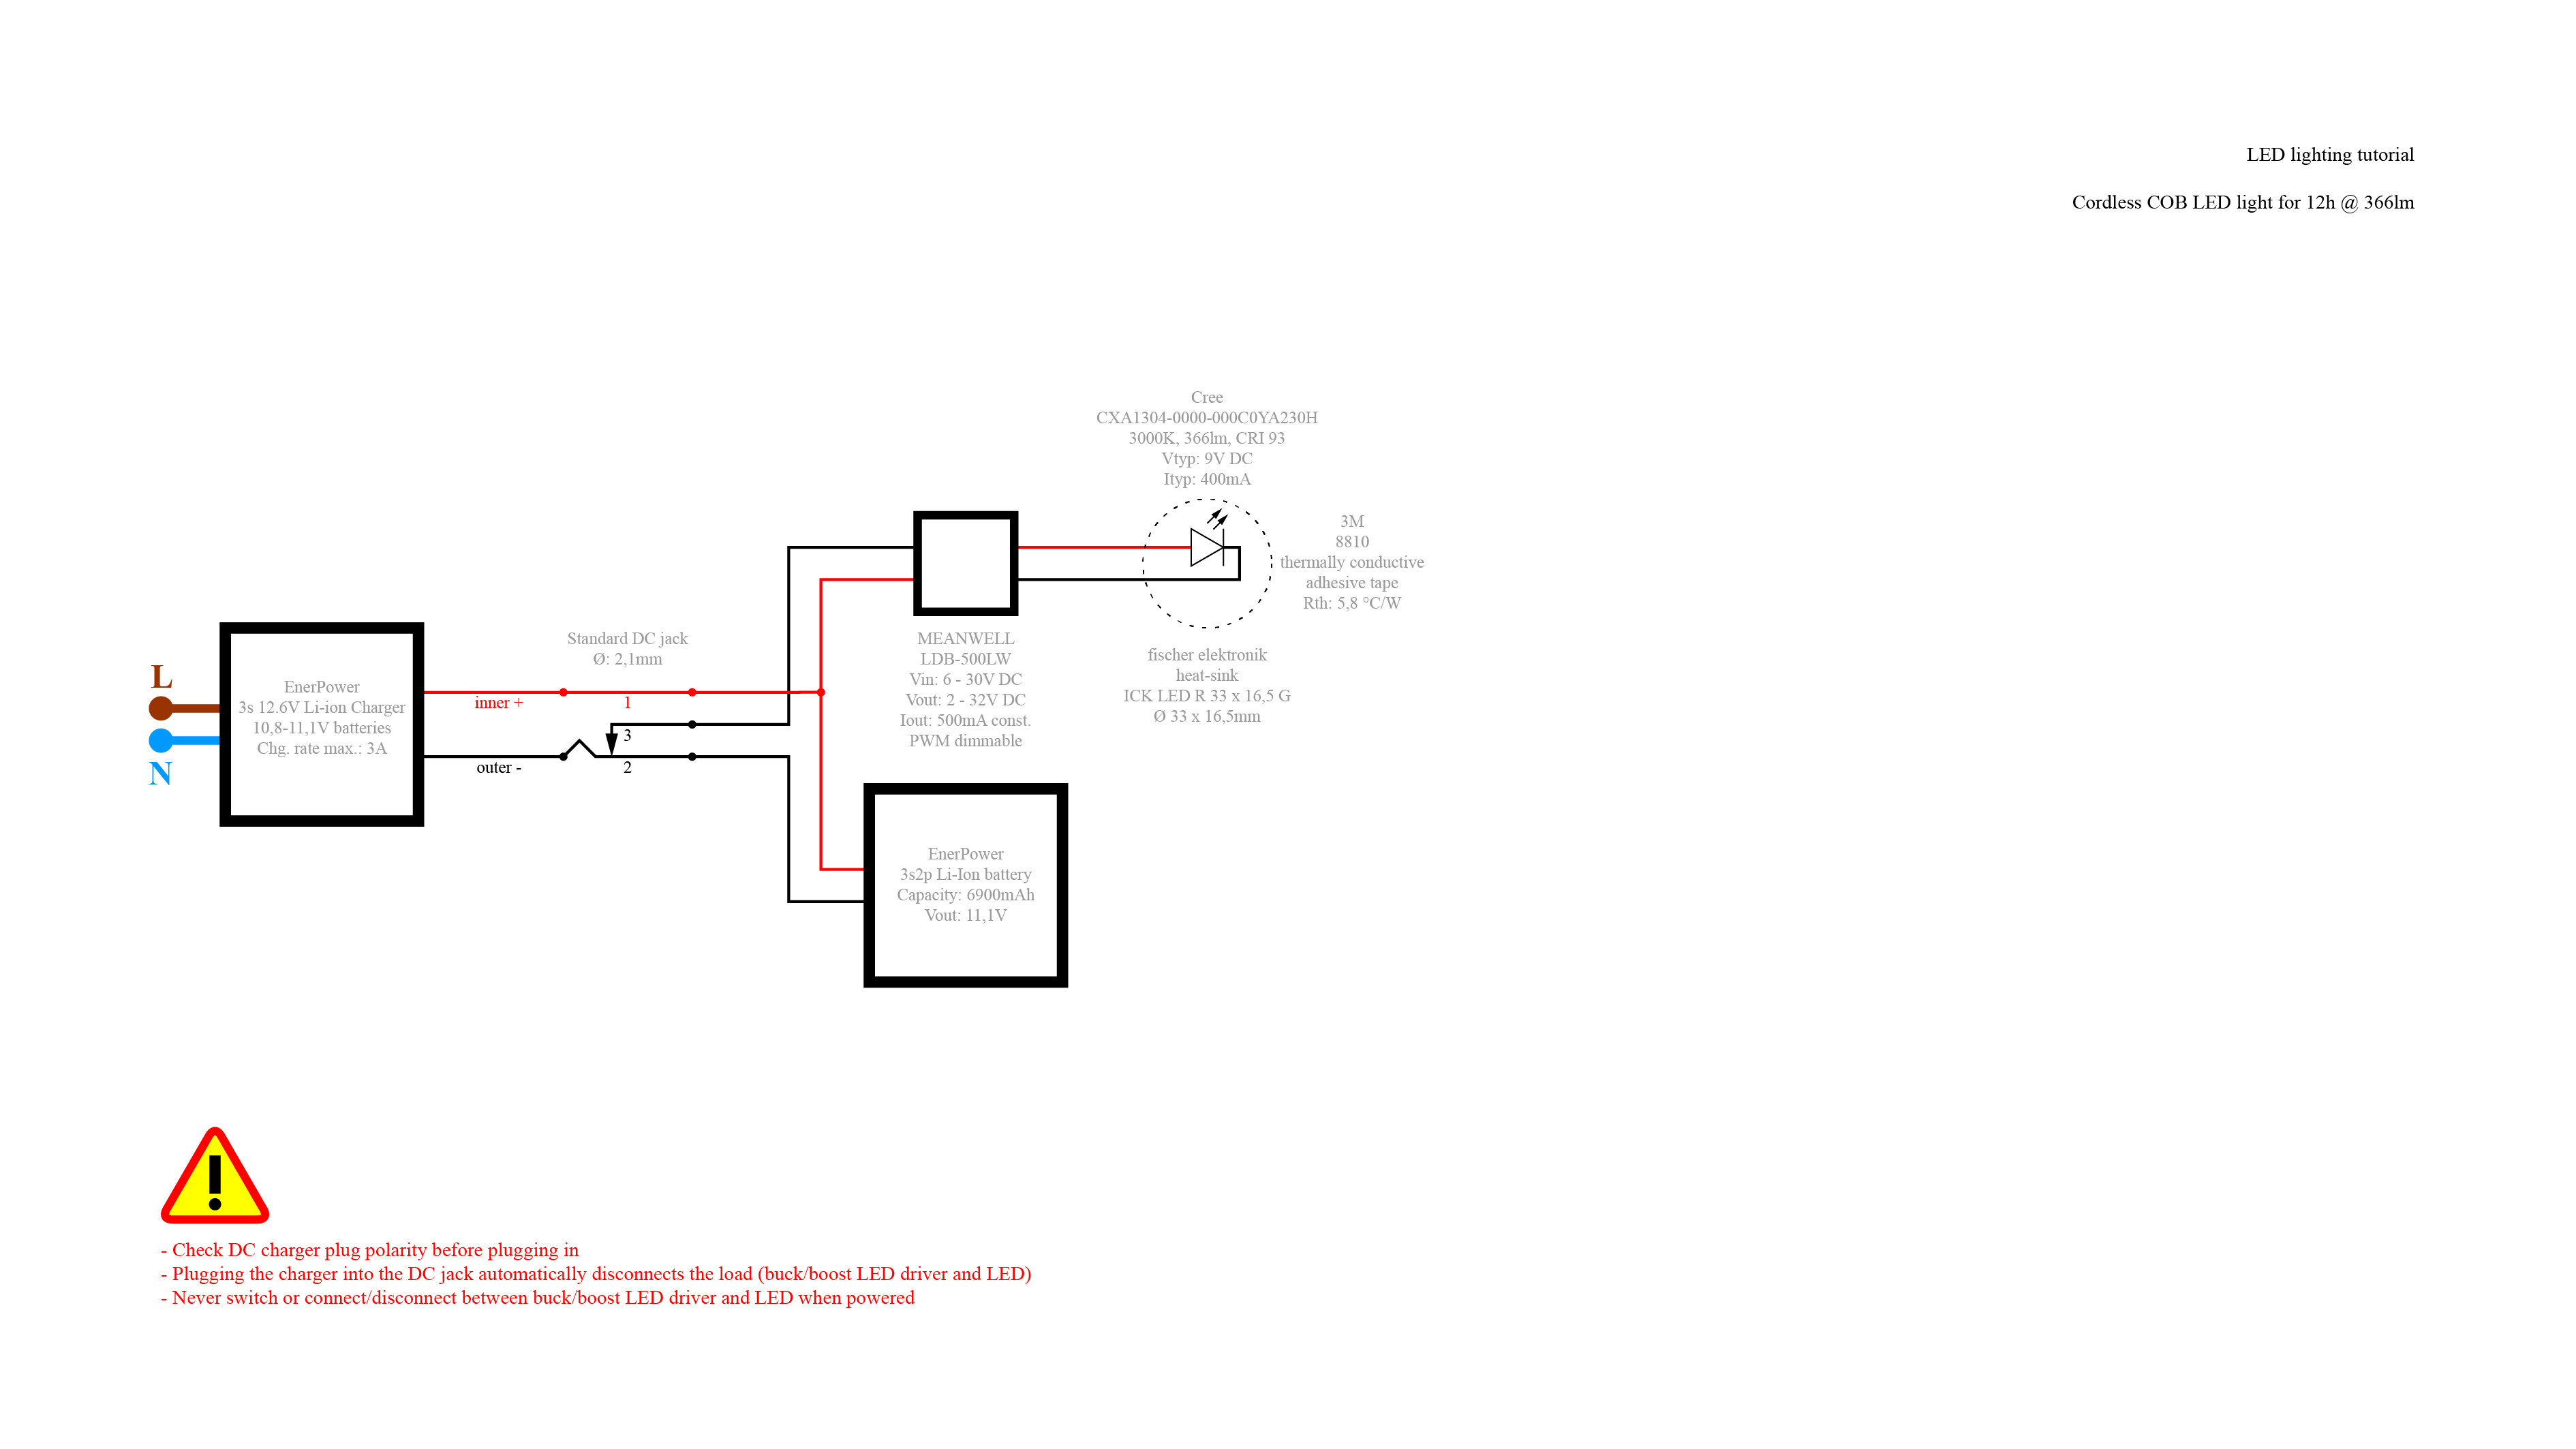 LED lighting tutorial
Cordless COB LED light for 12h @ 366lm
Cree
CXA1304-0000-000C0YA230H
3000K, 366lm, CRI 93
Vtyp: 9V DC
Ityp: 400mA
3M
8810
thermally conductive
adhesive tape
Rth: 5,8 °C/W
fischer elektronik
heat-sink
ICK LED R 33 x 16,5 G
Ø 33 x 16,5mm
MEANWELL
LDB-500LW
Vin: 6 - 30V DC
Vout: 2 - 32V DC
Iout: 500mA const.
PWM dimmable
Standard DC jack
Ø: 2,1mm
L
N
EnerPower
3s 12.6V Li-ion Charger
10,8-11,1V batteries
Chg. rate max.: 3A
inner +
1
3
outer -
2
EnerPower
3s2p Li-Ion battery
Capacity: 6900mAh
Vout: 11,1V
!
- Check DC charger plug polarity before plugging in
- Plugging the charger into the DC jack automatically disconnects the load (buck/boost LED driver and LED)
- Never switch or connect/disconnect between buck/boost LED driver and LED when powered